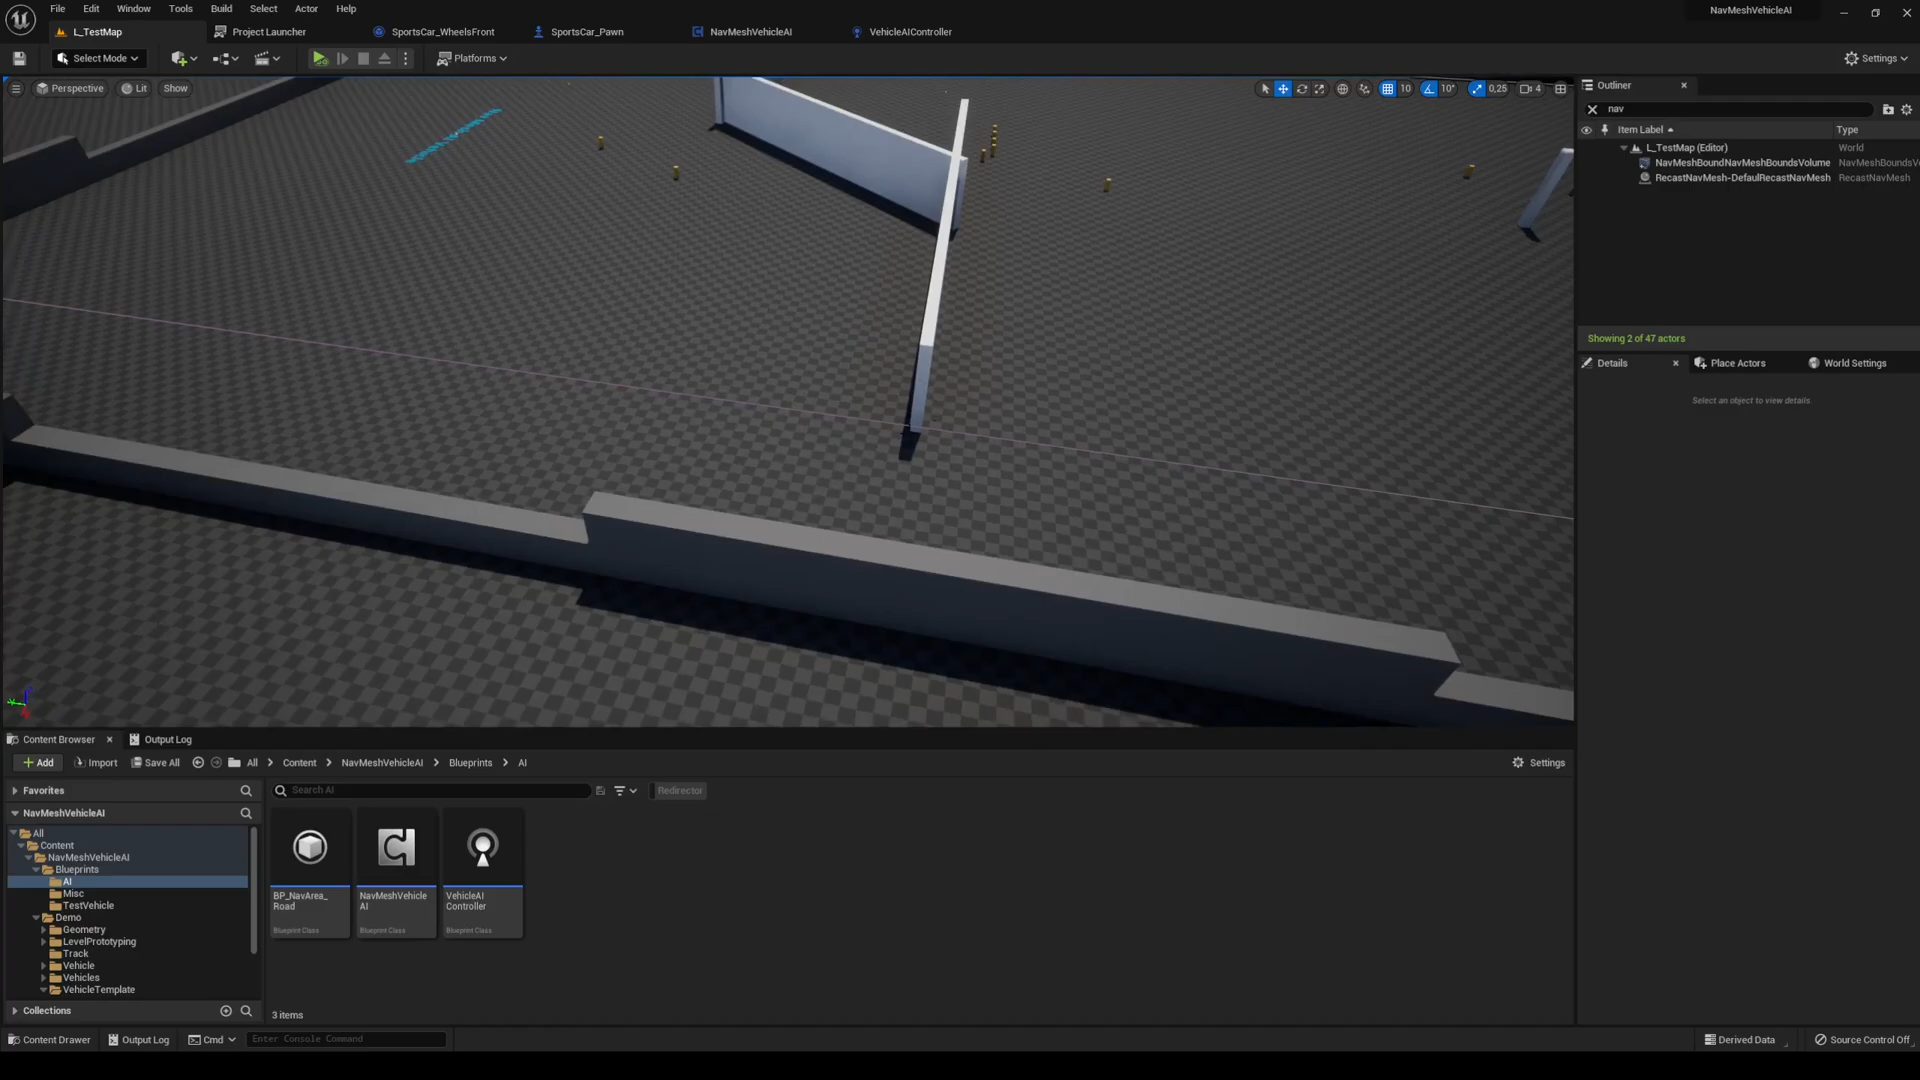 File Edit Window Tools Build Select Actor Help
NavMeshVehicleAI
L_TestMap
Project Launcher
SportsCar_WheelsFront
SportsCar_Pawn
NavMeshVehicleAI
VehicleAIController
Select Mode
Platforms
Settings
Perspective
Lit
Show
10
10°
0,25
4
Outliner
nav
Item Label
Type
L_TestMap (Editor)
World
NavMeshBoundNavMeshBoundsVolume
NavMeshBoundsV
RecastNavMesh-DefaulRecastNavMesh
RecastNavMesh
Showing 2 of 47 actors
Details
Place Actors
World Settings
Select an object to view details.
Content Browser
Output Log
Add
Import
Save All
All > Content > NavMeshVehicleAI > Blueprints > AI
Settings
Favorites
Search AI
Redirector
NavMeshVehicleAI
All
Content
NavMeshVehicleAI
Blueprints
AI
Misc
TestVehicle
Demo
Geometry
LevelPrototyping
Track
Vehicle
Vehicles
VehicleTemplate
Collections
BP_NavArea_
Road
Blueprint Class
NavMeshVehicle
AI
Blueprint Class
VehicleAI
Controller
Blueprint Class
3 items
Content Drawer
Output Log
Cmd
Enter Console Command
Derived Data
Source Control Off